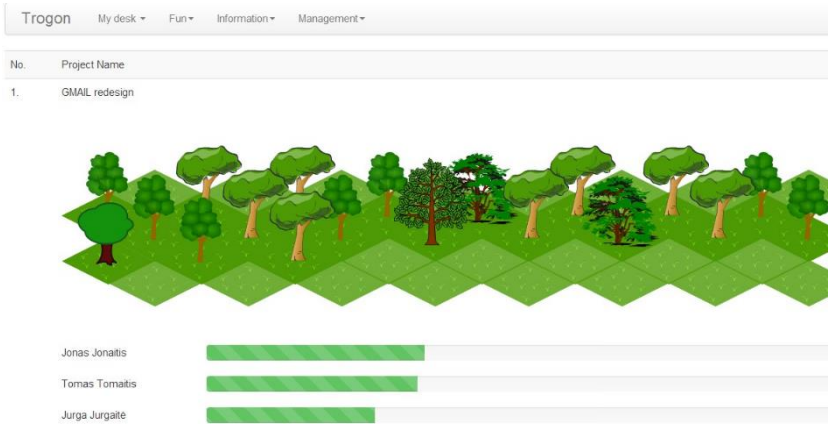 Trogon My desk Fun Information Management
No. Project Name
1. GMAIL redesign
Jonas Jonaitis
Tomas Tomaitis
Jurga Jurgaitė